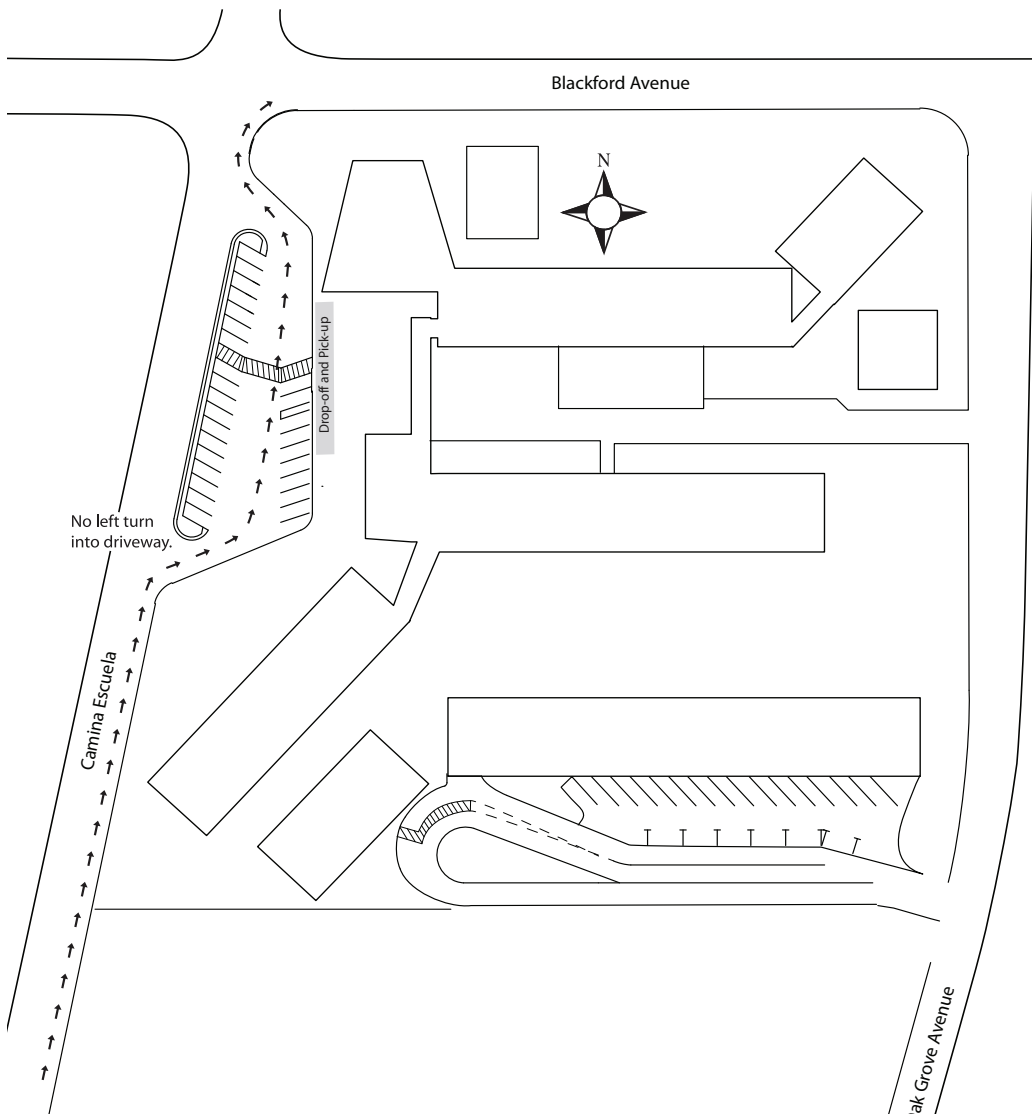 Blackford Avenue
N
Drop-off and Pick-up
No left turn
into driveway.
Camina Escuela
ak Grove Avenue